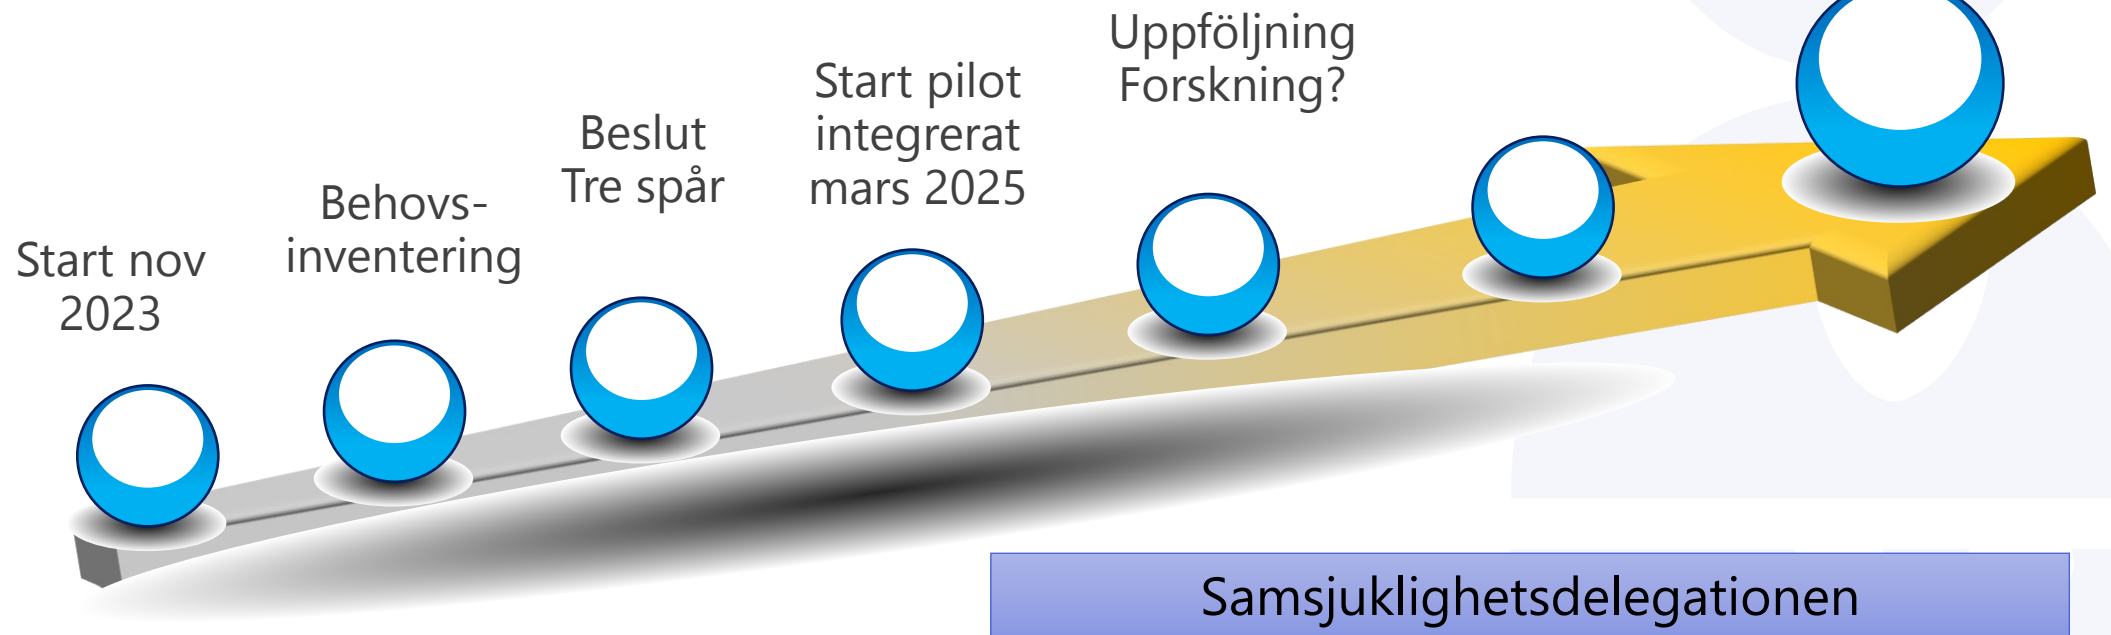 Start nov
2023
Behovs-
inventering
Beslut
Tre spår
Start pilot
integrerat
mars 2025
Uppföljning
Forskning?
Samsjuklighetsdelegationen